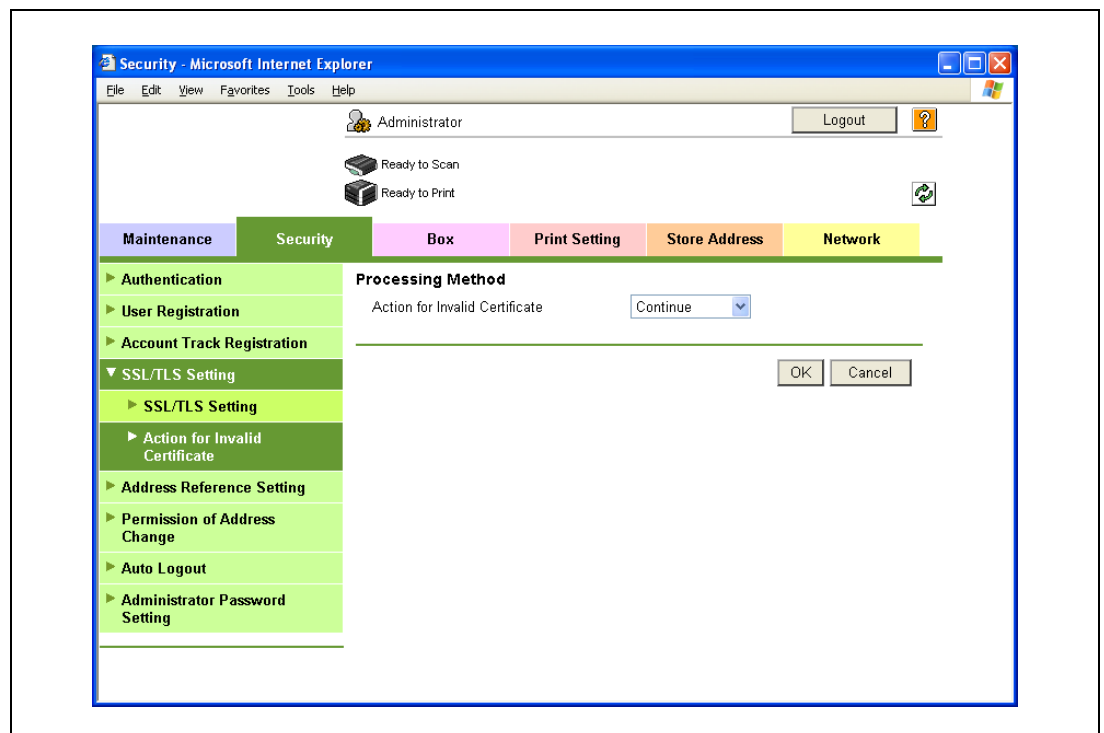 Security - Microsoft Internet Explorer
File Edit View Favorites Tools Help
Administrator
Logout
?
Ready to Scan
Ready to Print
Maintenance Security Box Print Setting Store Address Network
Authentication
User Registration
Account Track Registration
SSL/TLS Setting
SSL/TLS Setting
Action for Invalid
Certificate
Address Reference Setting
Permission of Address
Change
Auto Logout
Administrator Password
Setting
Processing Method
Action for Invalid Certificate Continue
OK Cancel